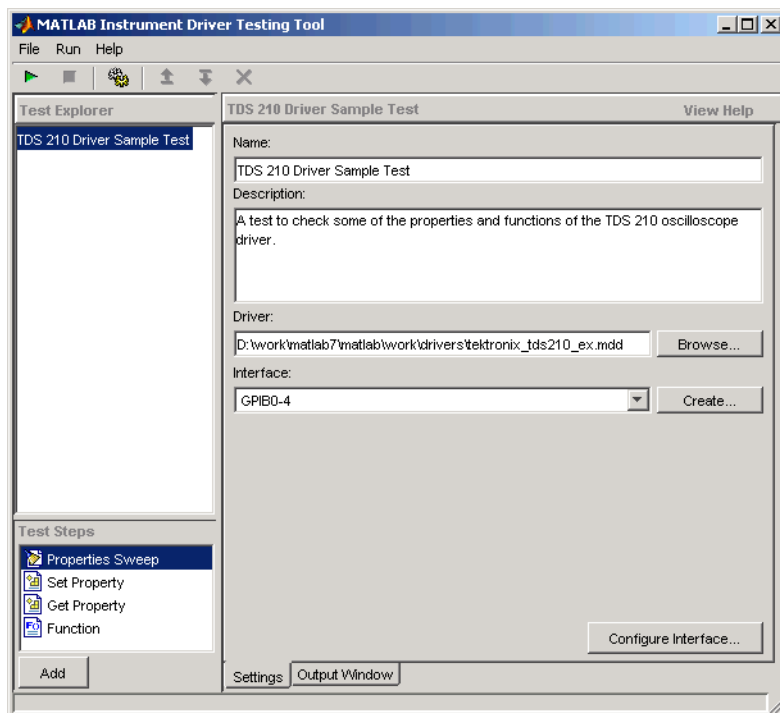 MATLAB Instrument Driver Testing Tool
File Run Help
Test Explorer
TDS 210 Driver Sample Test
TDS 210 Driver Sample Test View Help
Name:
TDS 210 Driver Sample Test
Description:
A test to check some of the properties and functions of the TDS 210 oscilloscope
driver.
Driver:
D:\work\matlab7\matlab\work\drivers\tektronix_tds210_ex.mdd Browse...
Interface:
GPIB0-4 Create...
Test Steps
Properties Sweep
Set Property
Get Property
Function
Add
Configure Interface...
Settings Output Window